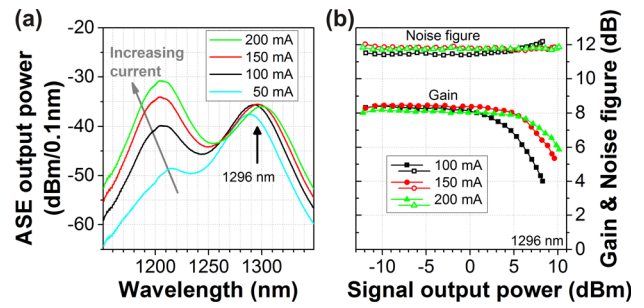 (a)
ASE output power
(dBm/0.1nm)
-20
-30
-40
-50
-60
Increasing
current
200 mA
150 mA
100 mA
50 mA
1296 nm
1200
1250
1300
Wavelength (nm)
(b)
Noise figure
Gain
100 mA
150 mA
200 mA
1296 nm
12
10
8
6
4
2
0
Gain & Noise figure (dB)
-10
-5
0
5
10
Signal output power (dBm)